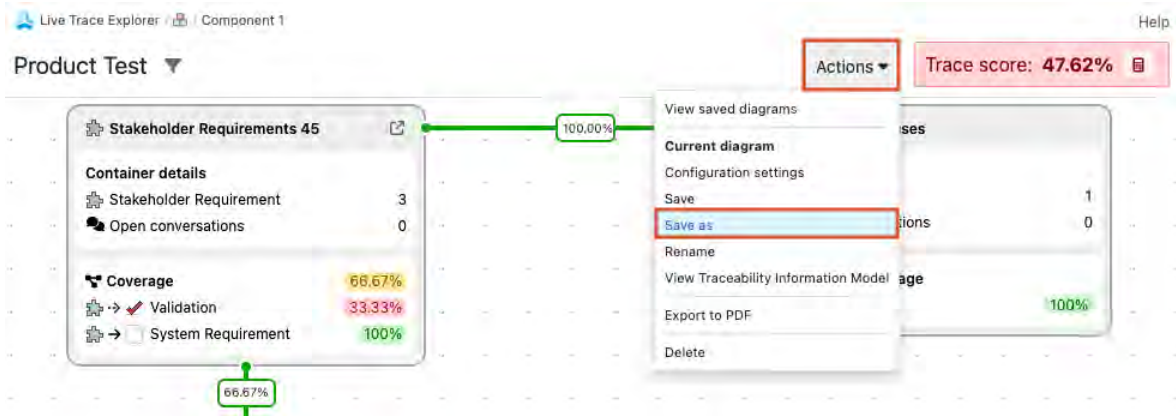 Live Trace Explorer / Component 1
Help
Product Test
Actions
Trace score: 47.62%
Stakeholder Requirements 45
Container details
Stakeholder Requirement 3
Open conversations 0
Coverage 66.67%
Validation 33.33%
System Requirement 100%
66.67%
100.00%
View saved diagrams
Current diagram
Configuration settings
Save
Save as
Rename
View Traceability Information Model
Export to PDF
Delete
ses
1
tions 0
age
100%